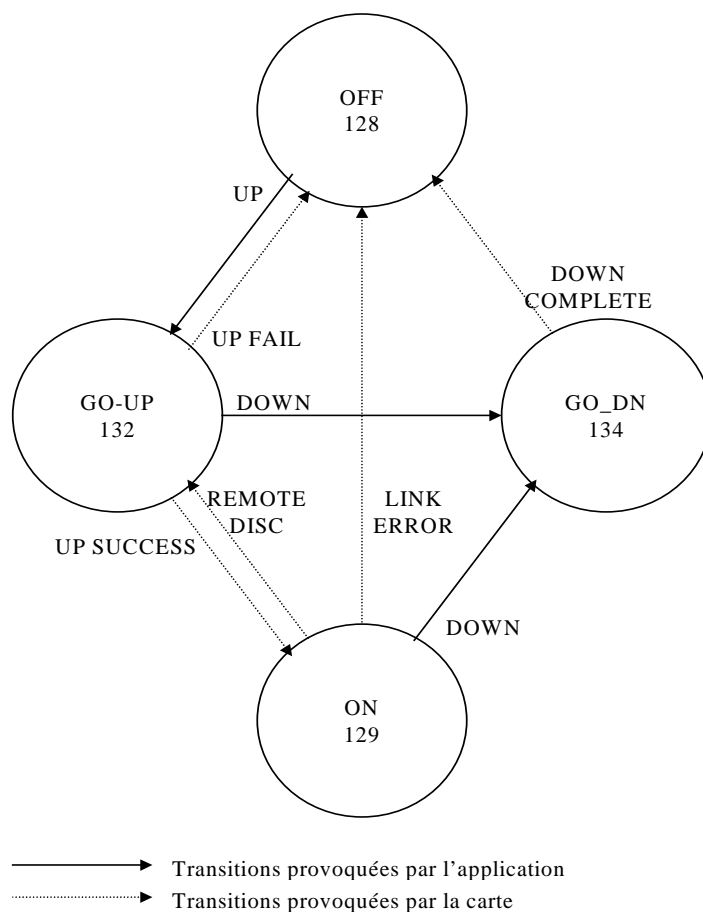 OFF
128
UP
DOWN
COMPLETE
UP FAIL
GO-UP
132
DOWN
GO_DN
134
REMOTE
DISC
LINK
ERROR
UP SUCCESS
DOWN
ON
129
Transitions provoquées par l'application
Transitions provoquées par la carte